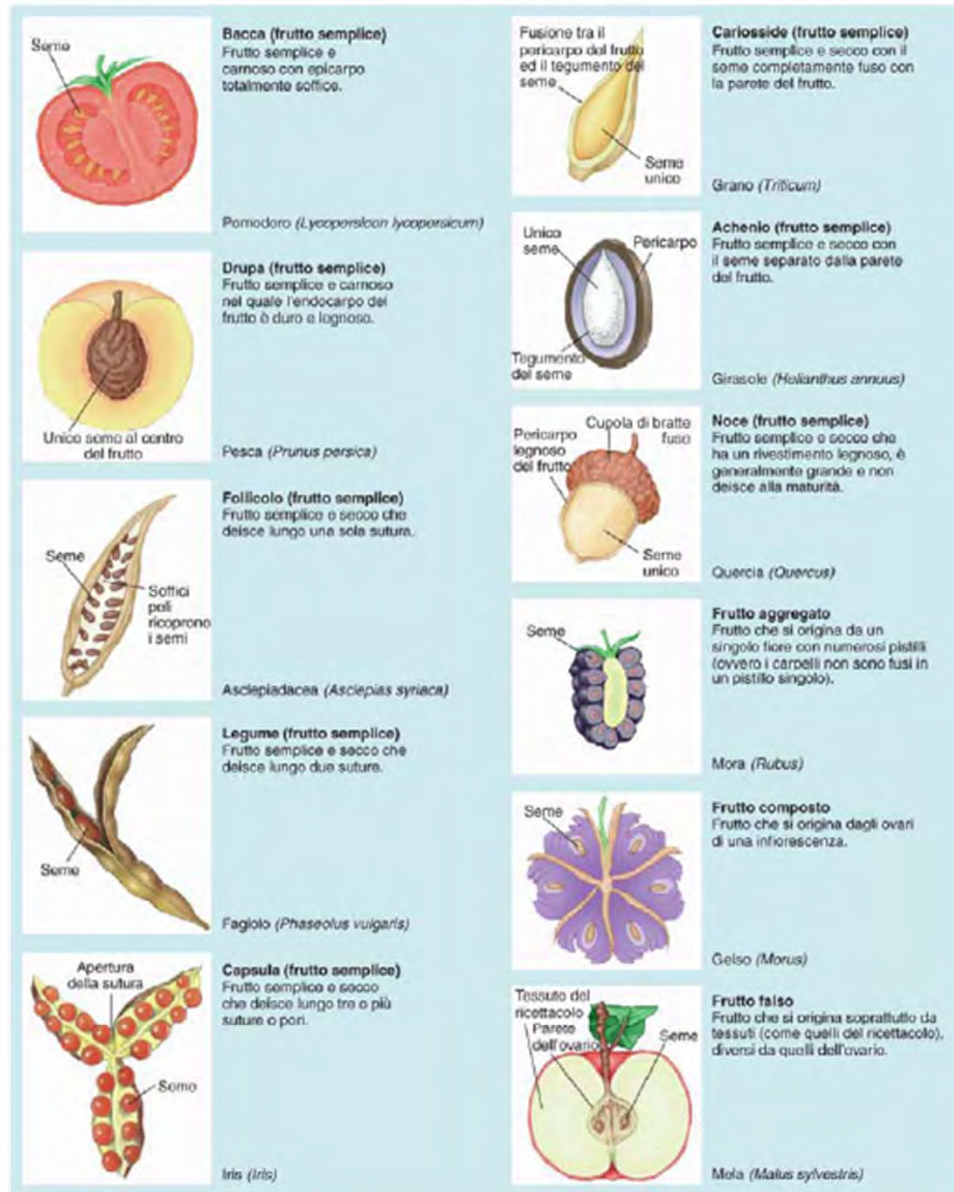 Seme
Bacca (frutto semplice)
Frutto semplice e
carnoso con epicarpo
totalmente soffice.
Pomodoro (Lycopersicon lycopersicum)
Drupa (frutto semplice)
Frutto semplice e carnoso
nel quale l'endocarpo del
frutto è duro e legnoso.
Unico seme al centro
del frutto
Pesca (Prunus persica)
Follicolo (frutto semplice)
Frutto semplice e secco che
deisce lungo una sola sutura.
Seme
Soffici
peli
ricoprono
i semi
Asclepiadacea (Asclepias syriaca)
Legume (frutto semplice)
Frutto semplice e secco che
deisce lungo due suture.
Seme
Fagiolo (Phaseolus vulgaris)
Apertura
della sutura
Capsula (frutto semplice)
Frutto semplice e secco
che deisce lungo tre o più
suture o pori.
Seme
Iris (Iris)
Fusione tra il
pericarpo del frutto
ed il tegumento del
seme
Seme
unico
Cariosside (frutto semplice)
Frutto semplice e secco con il
seme completamente fuso con
la parete del frutto.
Grano (Triticum)
Unico
seme
Pericarpo
Tegumento
del seme
Achenio (frutto semplice)
Frutto semplice e secco con
il seme separato dalla parete
del frutto.
Girasole (Helianthus annuus)
Pericarpo
legnoso
del frutto
Cupola di brattee
fuse
Seme
unico
Noce (frutto semplice)
Frutto semplice e secco che
ha un rivestimento legnoso, è
generalmente grande e non
deisce alla maturità.
Quercia (Quercus)
Seme
Frutto aggregato
Frutto che si origina da un
singolo fiore con numerosi pistilli
(ovvero i carpelli non sono fusi in
un pistillo singolo).
Mora (Rubus)
Seme
Frutto composto
Frutto che si origina dagli ovari
di una infiorescenza.
Gelso (Morus)
Tessuto del
ricettacolo
Parete
dell'ovario
Seme
Frutto falso
Frutto che si origina soprattutto da
tessuti (come quelli del ricettacolo),
diversi da quelli dell'ovario.
Mela (Malus sylvestris)